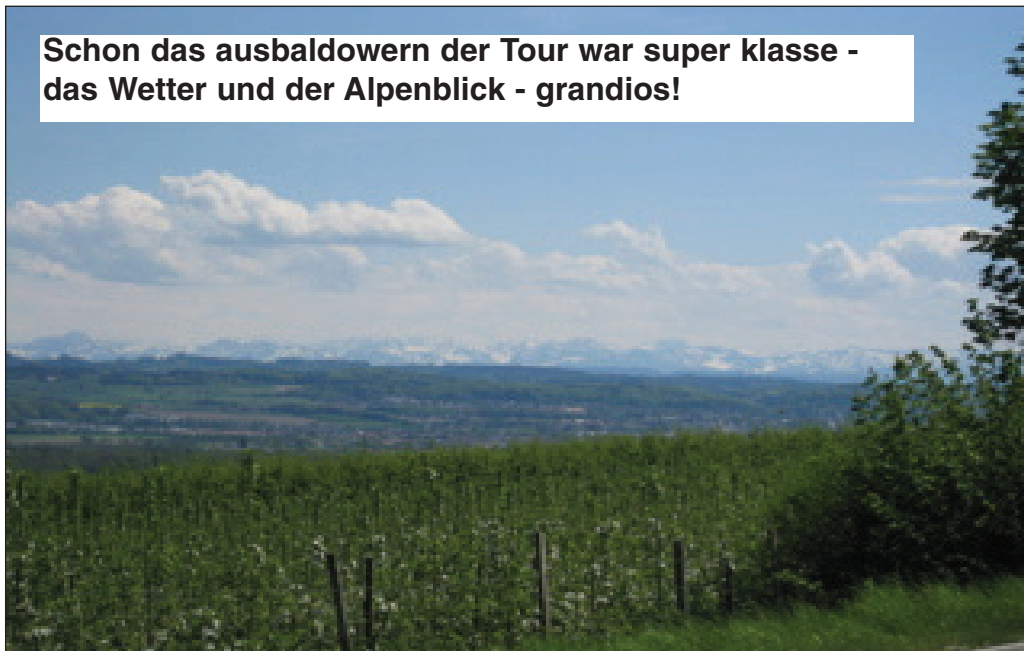 Schon das ausbaldowern der Tour war super klasse -
das Wetter und der Alpenblick - grandios!